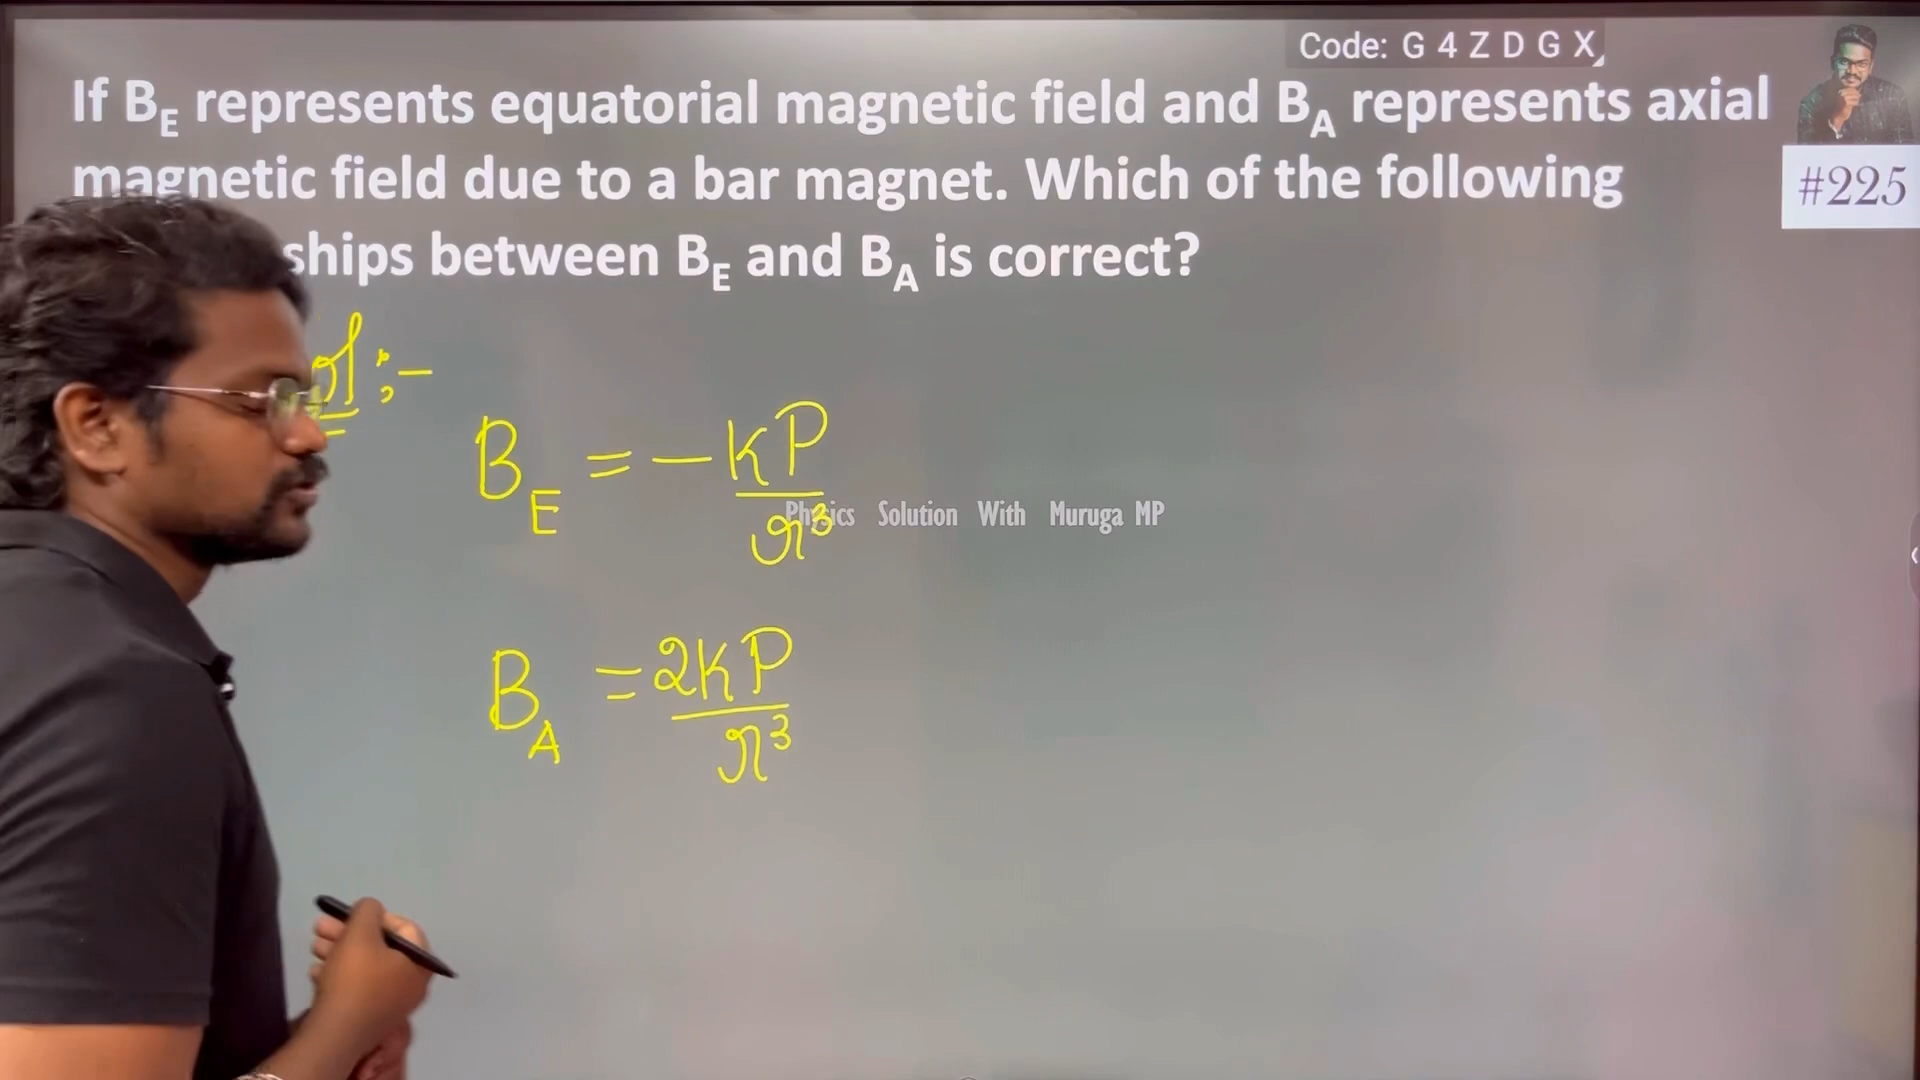 Code: G 4 Z D G X
If B_E represents equatorial magnetic field and B_A represents axial
magnetic field due to a bar magnet. Which of the following
ships between B_E and B_A is correct?
#225
ol :-
B_E = - KP / r³
Physics Solution With Muruga MP
B_A = 2KP / r³